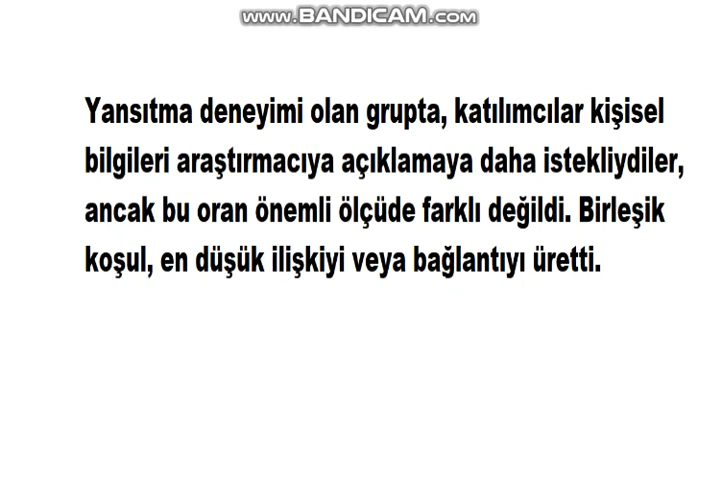 www.BANDICAM.com
Yansıtma deneyimi olan grupta, katılımcılar kişisel
bilgileri araştırmacıya açıklamaya daha istekliydiler,
ancak bu oran önemli ölçüde farklı değildi. Birleşik
koşul, en düşük ilişkiyi veya bağlantıyı üretti.